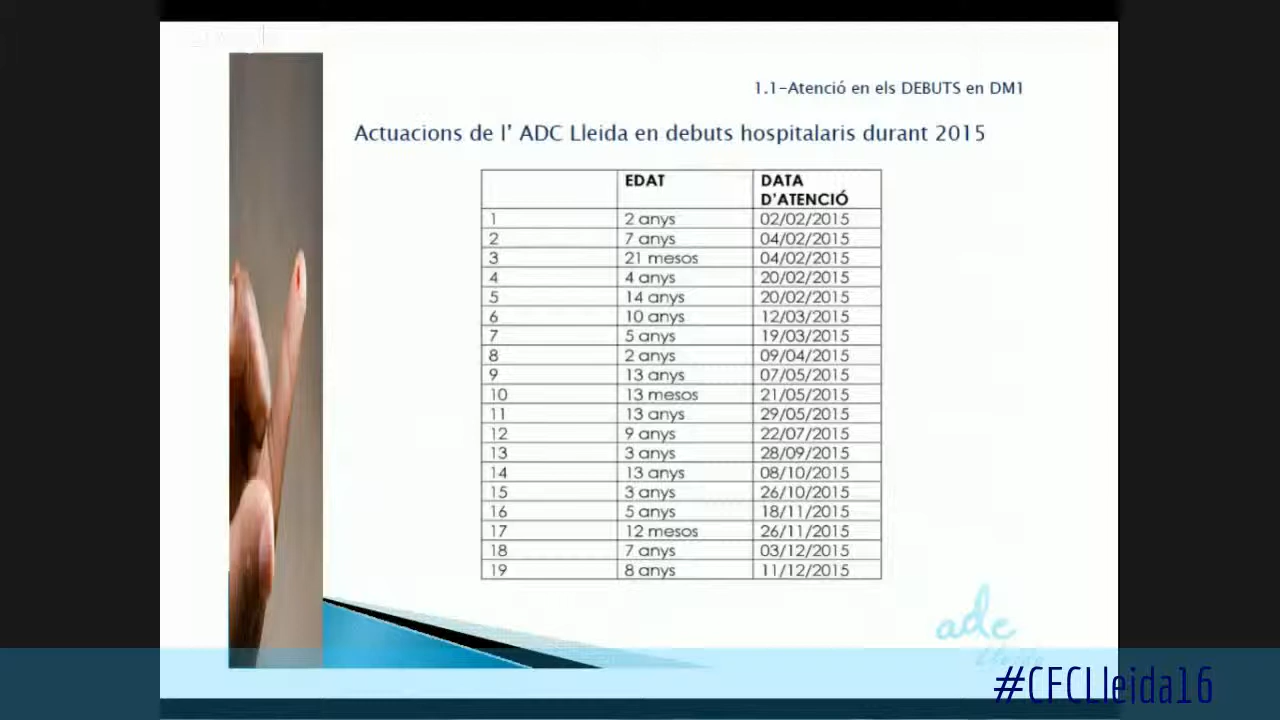 1.1-Atenció en els DEBUTS en DM1
Actuacions de l' ADC Lleida en debuts hospitalaris durant 2015
EDAT DATA D'ATENCIÓ
1 2 anys 02/02/2015
2 7 anys 04/02/2015
3 21 mesos 04/02/2015
4 4 anys 20/02/2015
5 14 anys 20/02/2015
6 10 anys 12/03/2015
7 5 anys 19/03/2015
8 2 anys 09/04/2015
9 13 anys 07/05/2015
10 13 mesos 21/05/2015
11 13 anys 29/05/2015
12 9 anys 22/07/2015
13 3 anys 28/09/2015
14 13 anys 08/10/2015
15 3 anys 26/10/2015
16 5 anys 18/11/2015
17 12 mesos 26/11/2015
18 7 anys 03/12/2015
19 8 anys 11/12/2015
adc
#CFCLleida16